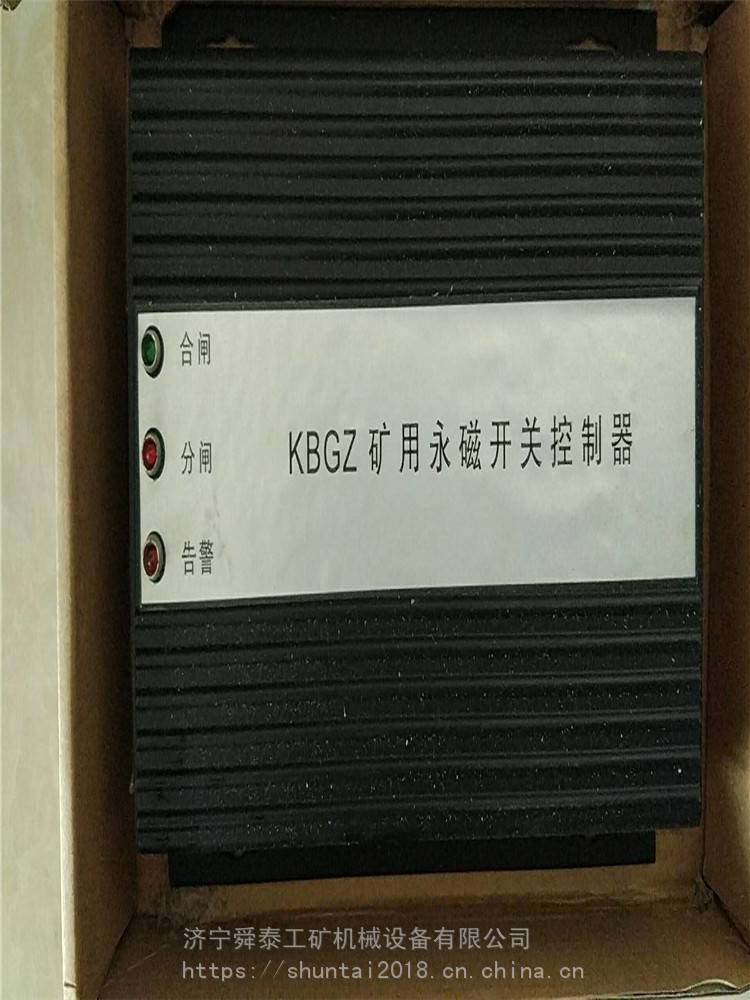 合闸
分闸
KBGZ 矿用永磁开关控制器
告警
济宁舜泰工矿机械设备有限公司
https://shuntai2018.cn.china.cn